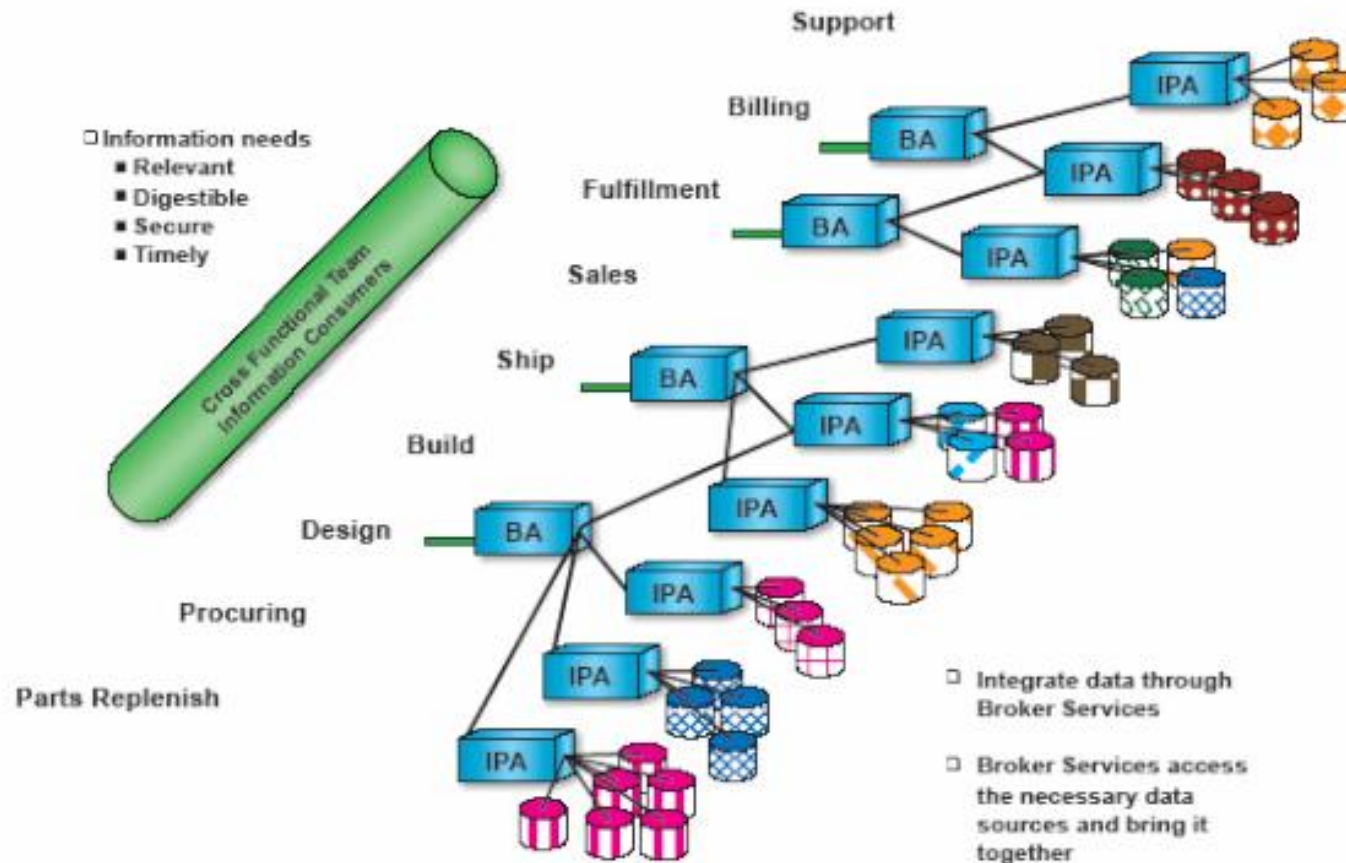 Support
IPA
Billing
BA
❑ Information needs
■ Relevant
■ Digestible
■ Secure
■ Timely
IPA
Fulfillment
BA
IPA
Sales
Cross Functional Team
Information Consumers
IPA
Ship
BA
IPA
Build
IPA
Design
BA
IPA
Procuring
IPA
Parts Replenish
IPA
❑ Integrate data through
Broker Services
❑ Broker Services access
the necessary data
sources and bring it
together